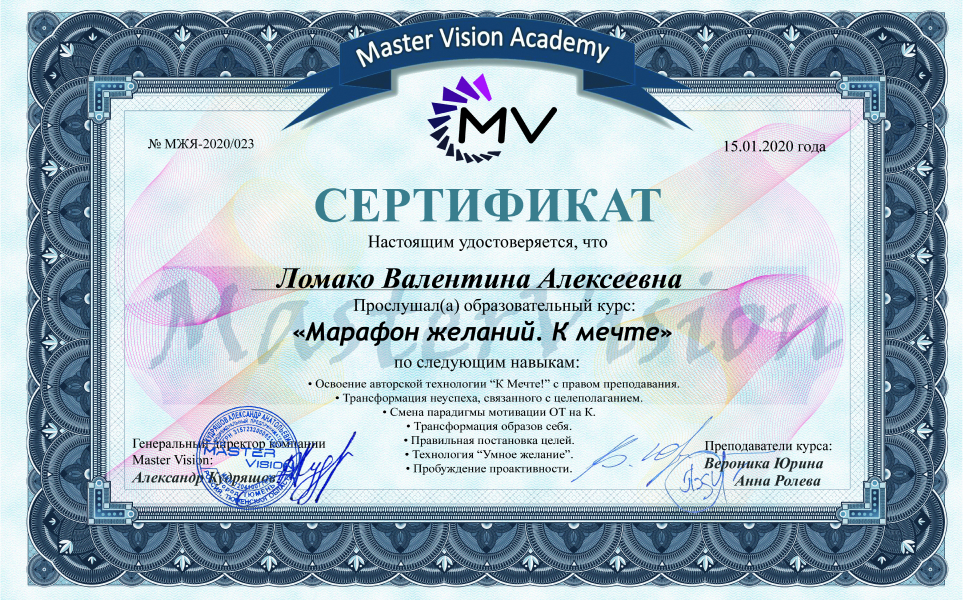 Master Vision Academy
MV
№ МЖЯ-2020/023
15.01.2020 года
СЕРТИФИКАТ
Настоящим удостоверяется, что
Ломако Валентина Алексеевна
Прослушал(а) образовательный курс:
«Марафон желаний. К мечте»
Master Vision
по следующим навыкам:
• Освоение авторской технологии “К Мечте!” с правом преподавания.
• Трансформация неуспеха, связанного с целеполаганием.
• Смена парадигмы мотивации ОТ на К.
• Трансформация образов себя.
• Правильная постановка целей.
• Технология “Умное желание”.
• Пробуждение проактивности.
Генеральный директор компании
Master Vision:
Александр Кудряшов
MASTER
VISION
Преподаватели курса:
Вероника Юрина
Анна Ролева